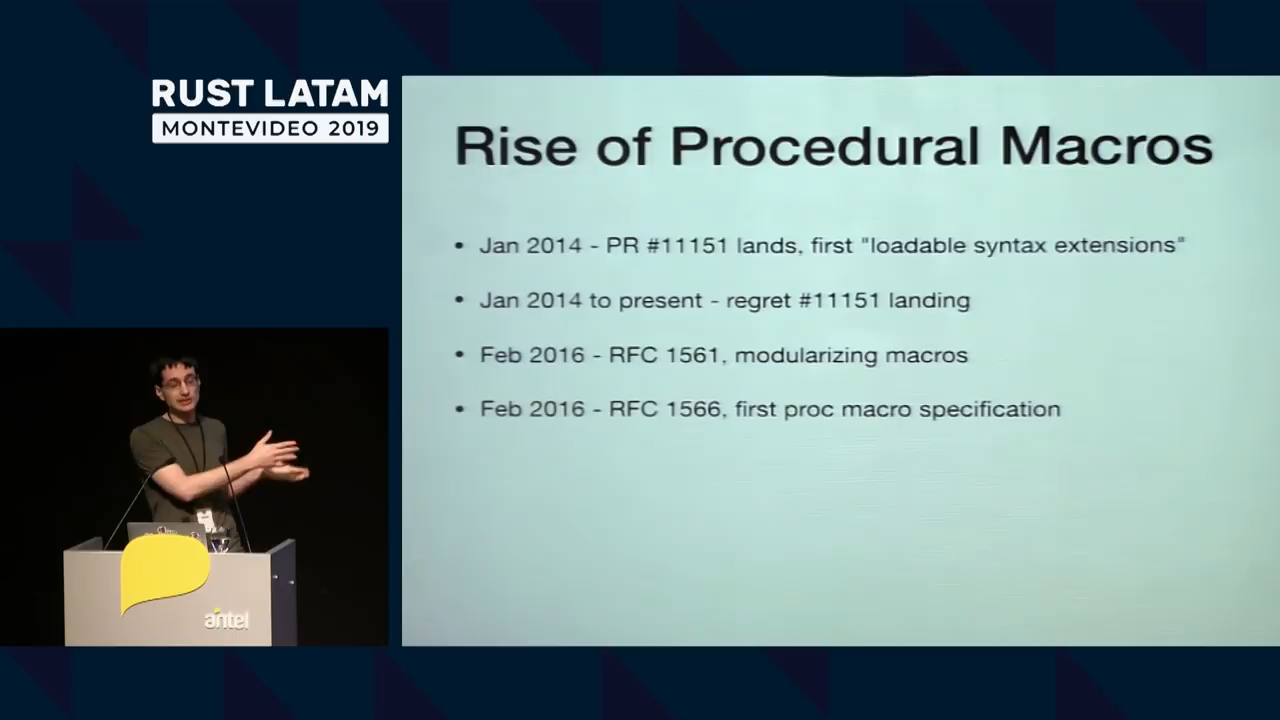 RUST LATAM
MONTEVIDEO 2019
Rise of Procedural Macros
• Jan 2014 - PR #11151 lands, first "loadable syntax extensions"
• Jan 2014 to present - regret #11151 landing
• Feb 2016 - RFC 1561, modularizing macros
• Feb 2016 - RFC 1566, first proc macro specification
antel